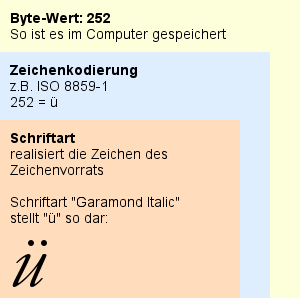 Byte-Wert: 252
So ist es im Computer gespeichert
Zeichenkodierung
z.B. ISO 8859-1
252 = ü
Schriftart
realisiert die Zeichen des
Zeichenvorrats
Schriftart "Garamond Italic"
stellt "ü" so dar:
ü